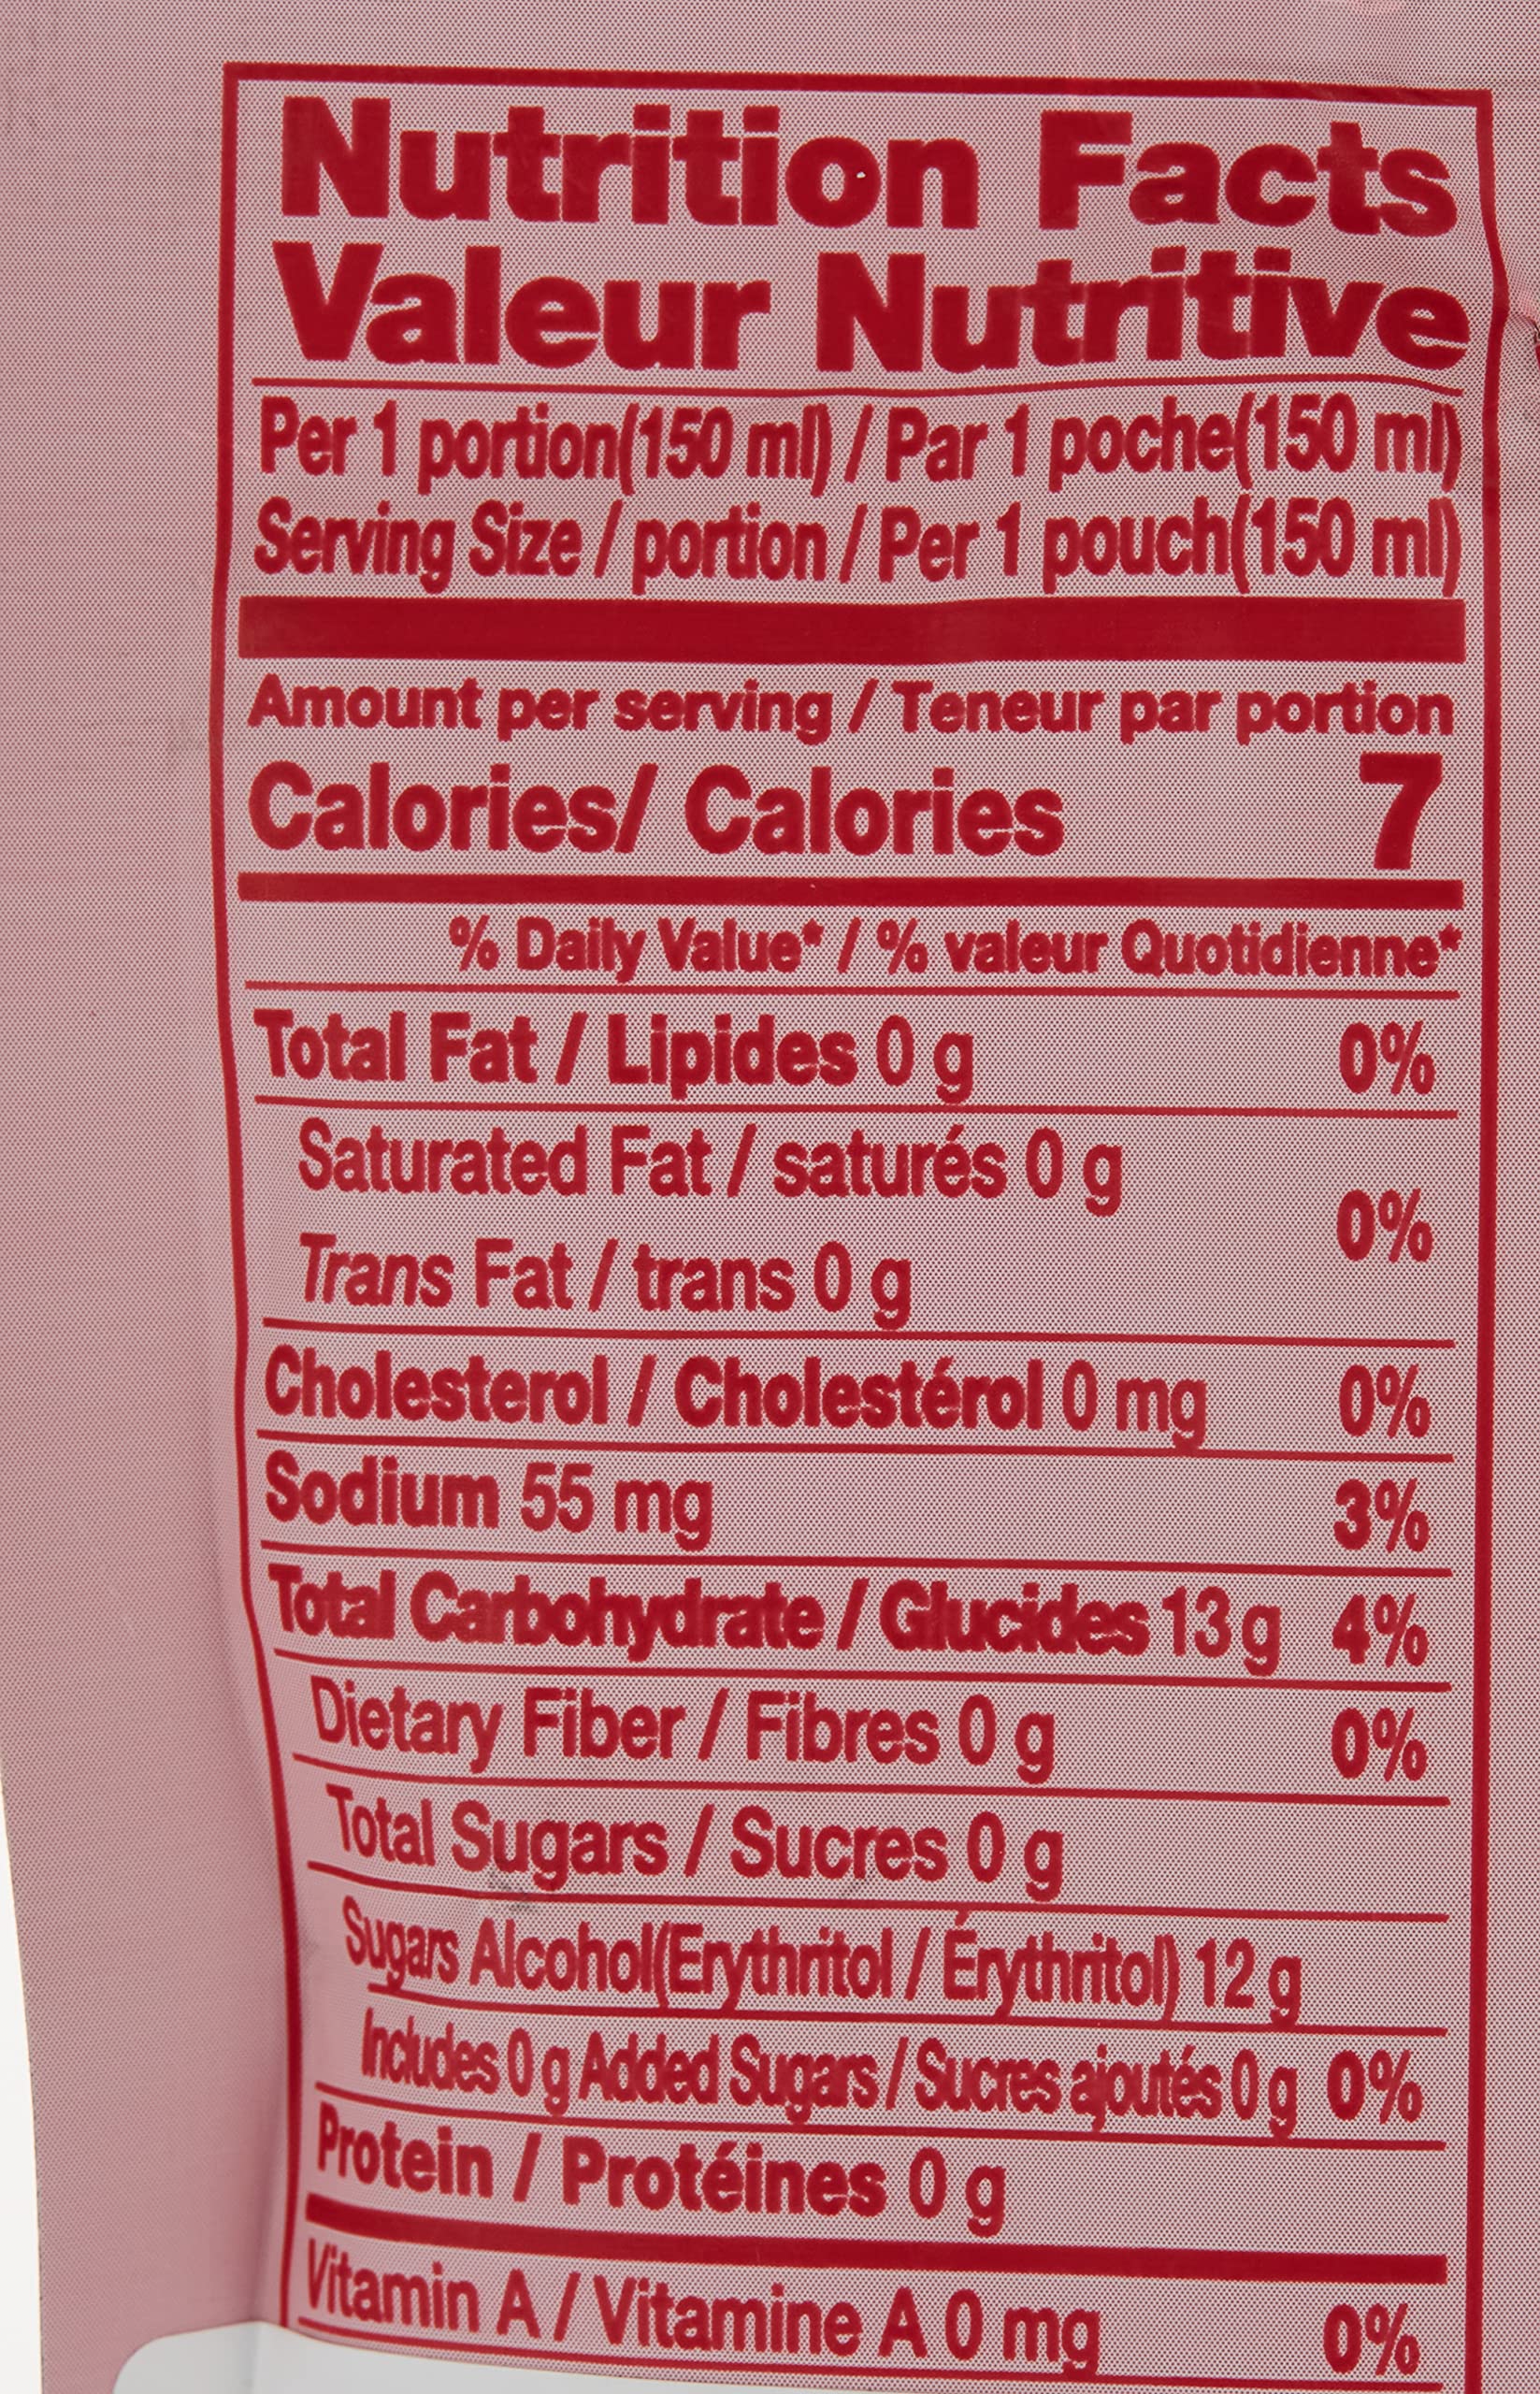 Nutrition Facts
Valeur Nutritive
Per 1 portion(150 ml) / Par 1 poche(150 ml)
Serving Size / portion / Per 1 pouch(150 ml)
Amount per serving / Teneur par portion
Calories/ Calories 7
% Daily Value* / % valeur Quotidienne*
Total Fat / Lipides 0 g 0%
Saturated Fat / saturés 0 g
0%
Trans Fat / trans 0 g
Cholesterol / Cholestérol 0 mg 0%
Sodium 55 mg 3%
Total Carbohydrate / Glucides 13g 4%
Dietary Fiber / Fibres 0 g 0%
Total Sugars / Sucres 0 g
Sugars Alcohol(Erythritol / Érythritol) 12 g
Includes 0 g Added Sugars / Sucres ajoutés 0 g 0%
Protein / Protéines 0 g
Vitamin A / Vitamine A 0 mg 0%